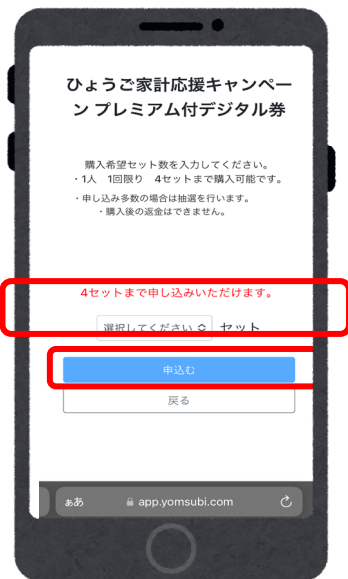 ひょうご家計応援キャンペー
ン プレミアム付デジタル券
購入希望セット数を入力してください。
・1人 1回限り 4セットまで購入可能です。
・申し込み多数の場合は抽選を行います。
・購入後の返金はできません。
4セットまで申し込みいただけます。
選択してください セット
申込む
戻る
ぁあ app.yomsubi.com